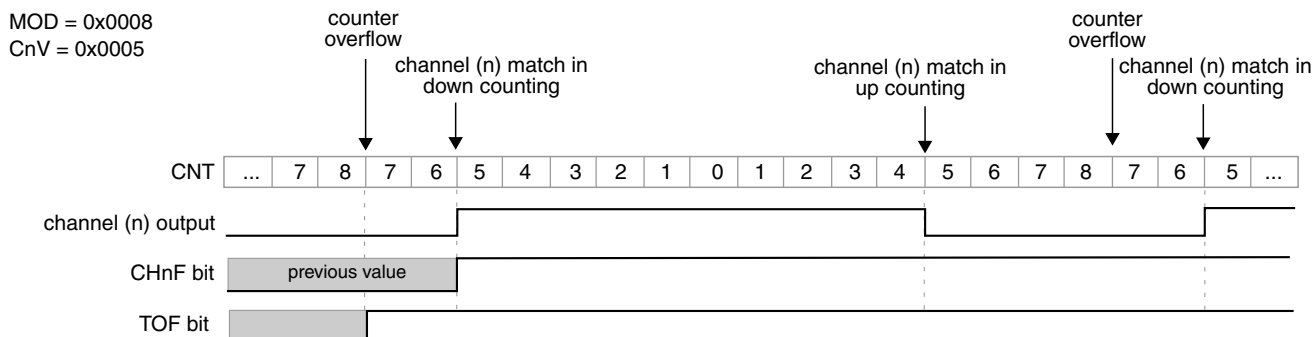 MOD = 0x0008
CnV = 0x0005
counter
overflow
channel (n) match in
down counting
channel (n) match in
up counting
counter
overflow
channel (n) match in
down counting
CNT ... 7 8 7 6 5 4 3 2 1 0 1 2 3 4 5 6 7 8 7 6 5 ...
channel (n) output
CHnF bit previous value
TOF bit